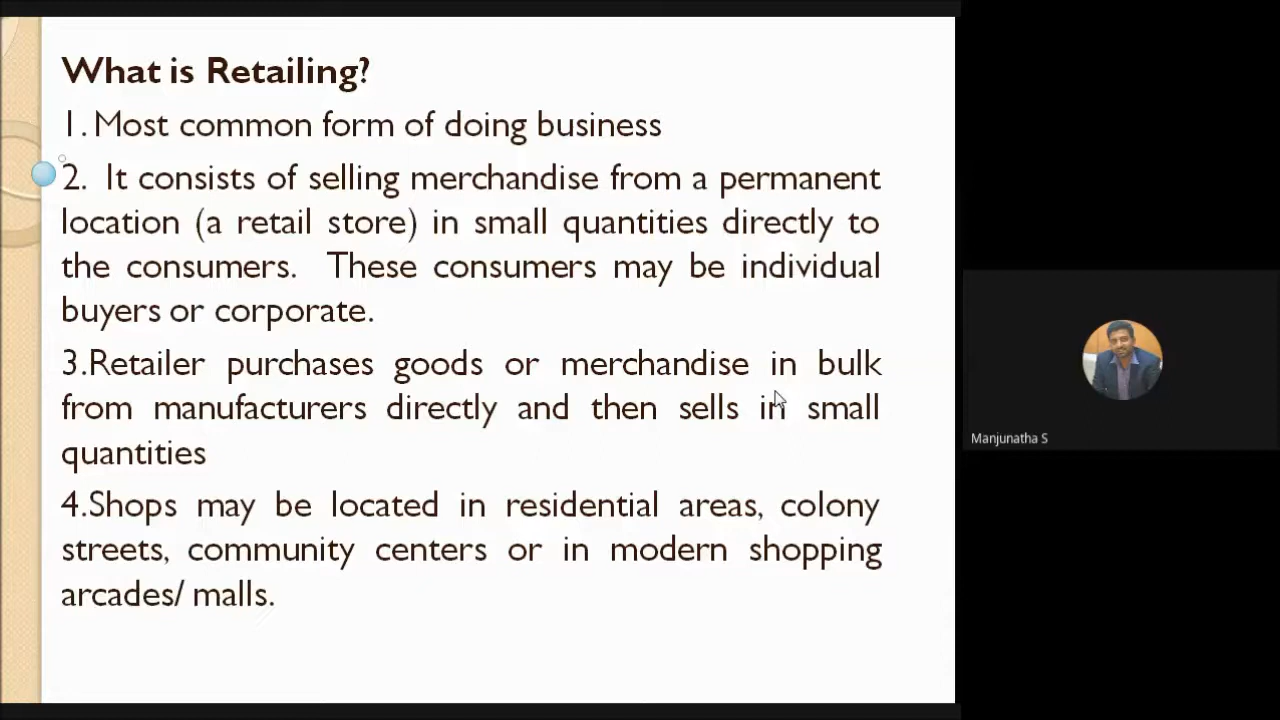 What is Retailing?
1. Most common form of doing business
2. It consists of selling merchandise from a permanent
location (a retail store) in small quantities directly to
the consumers. These consumers may be individual
buyers or corporate.
3.Retailer purchases goods or merchandise in bulk
from manufacturers directly and then sells in small
quantities
4.Shops may be located in residential areas, colony
streets, community centers or in modern shopping
arcades/ malls.
Manjunatha S